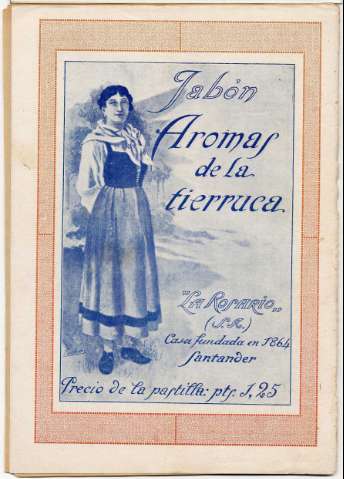 Jabón
Aromas
de la
tierruca
"La Rosario"
(S.A.)
Casa fundada en 1864
Santander
Precio de la pastilla: pts. 1,25